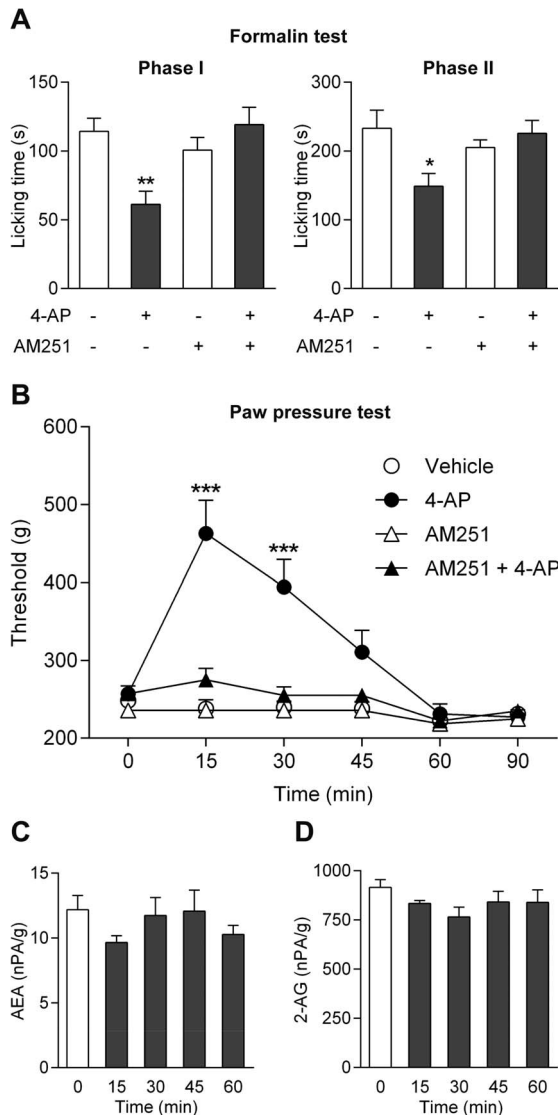 A
Formalin test
Phase I
Phase II
Licking time (s)
150
100
50
0
**
4-AP - + - +
AM251 - - + +
Licking time (s)
300
200
100
0
*
4-AP - + - +
AM251 - - + +
B
Paw pressure test
Threshold (g)
600
500
400
300
200
***
***
Vehicle
4-AP
AM251
AM251 + 4-AP
0 15 30 45 60 90
Time (min)
C
AEA (nPA/g)
15
10
5
0
0 15 30 45 60
Time (min)
D
2-AG (nPA/g)
1000
750
500
250
0
0 15 30 45 60
Time (min)